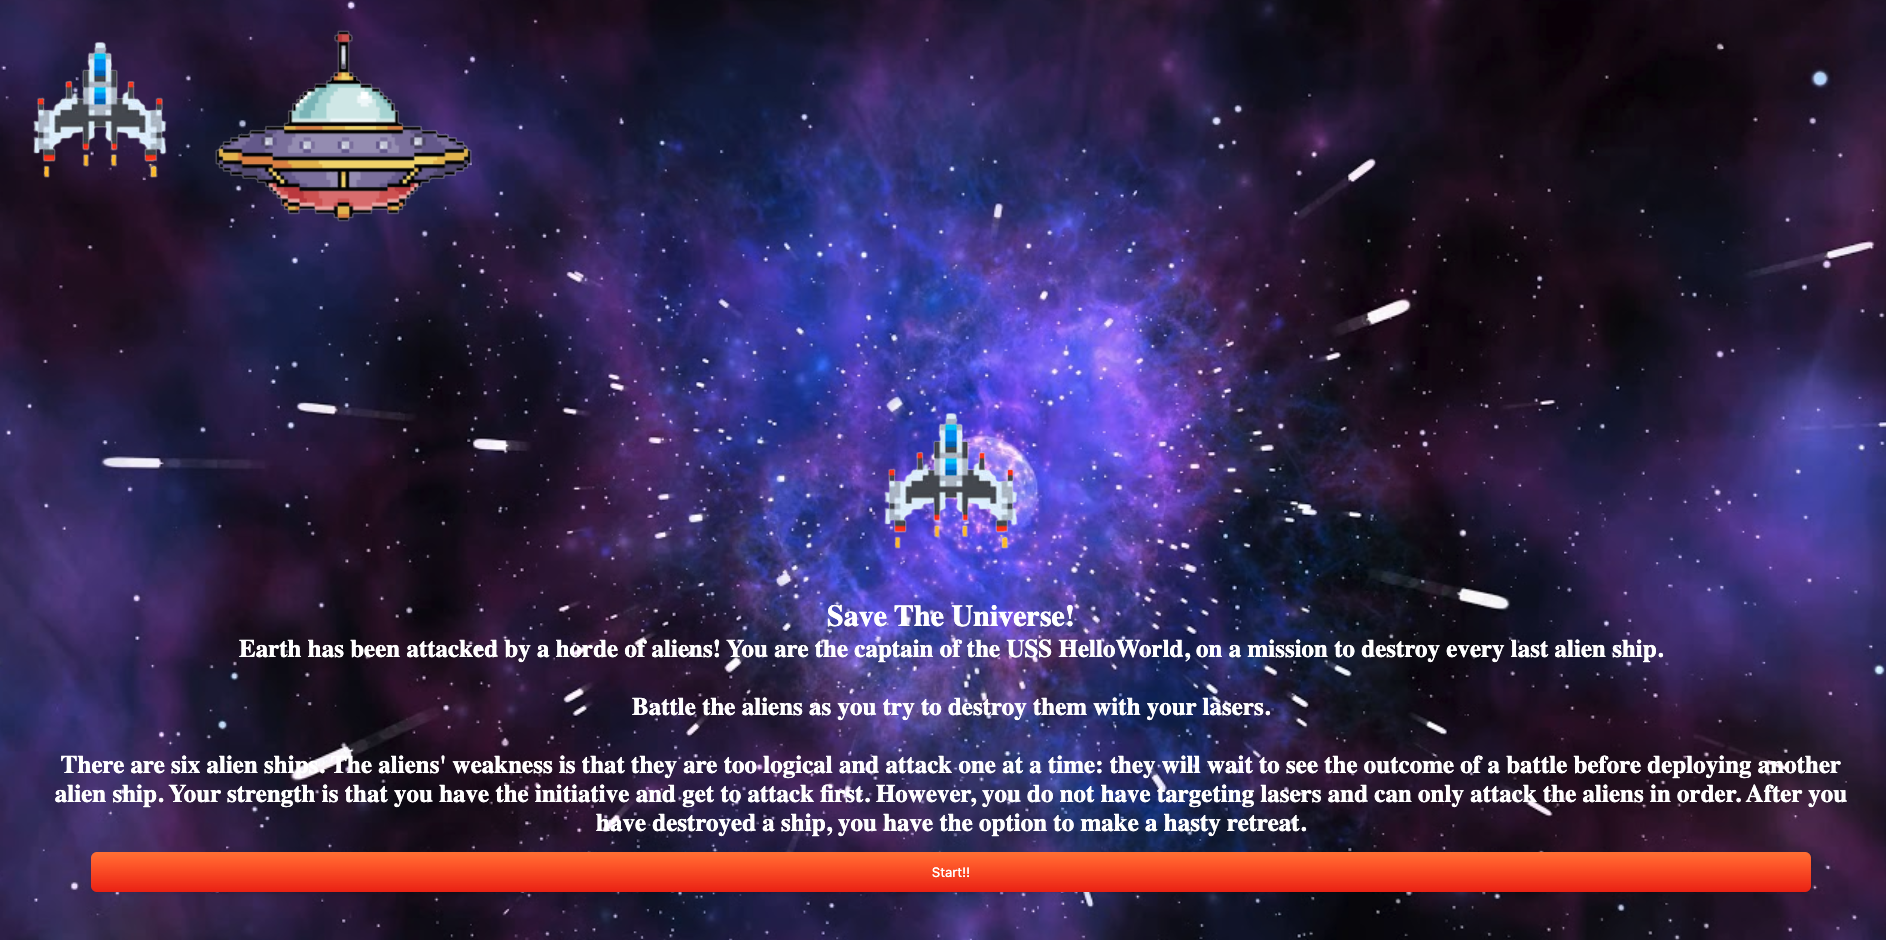 Save The Universe!
Earth has been attacked by a horde of aliens! You are the captain of the USS HelloWorld, on a mission to destroy every last alien ship.
Battle the aliens as you try to destroy them with your lasers.
There are six alien ships. The aliens' weakness is that they are too logical and attack one at a time: they will wait to see the outcome of a battle before deploying another
alien ship. Your strength is that you have the initiative and get to attack first. However, you do not have targeting lasers and can only attack the aliens in order. After you
have destroyed a ship, you have the option to make a hasty retreat.
Start!!